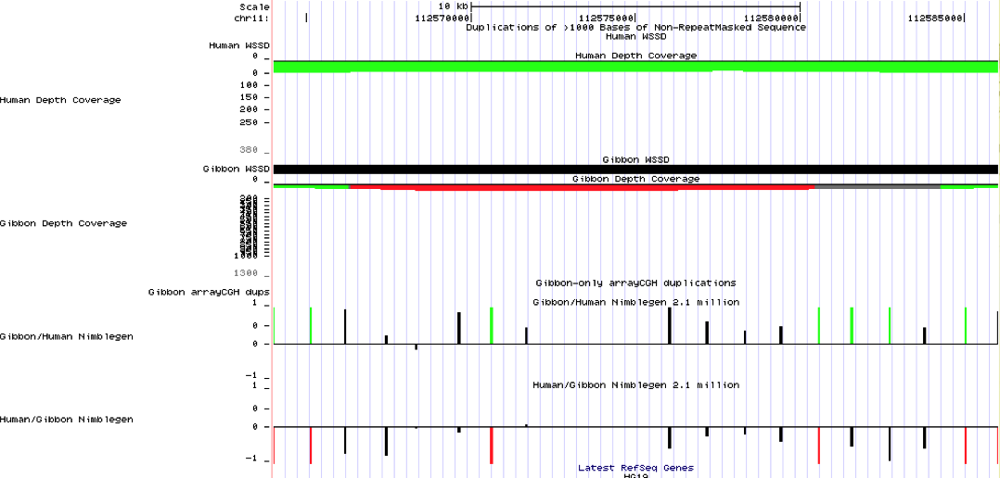 Scale 10 kb
chr11: 112570000 112575000 112580000 112585000
Duplications of >1000 Bases of Non-RepeatMasked Sequence
Human WSSD
Human WSSD
0
Human Depth Coverage
0
100
Human Depth Coverage
150
200
250
380
Gibbon WSSD
Gibbon WSSD
Gibbon Depth Coverage
0
200
Gibbon Depth Coverage
1000
1300
Gibbon-only arrayCGH duplications
Gibbon arrayCGH dups
Gibbon/Human Nimblegen 2.1 million
1
0
Gibbon/Human Nimblegen
0
-1
Human/Gibbon Nimblegen 2.1 million
1
0
Human/Gibbon Nimblegen
0
-1
Latest RefSeq Genes
HG19